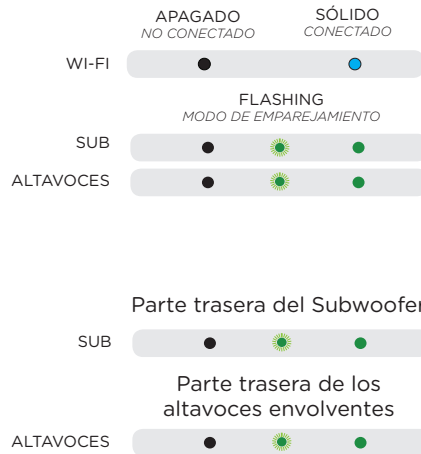 APAGADO SÓLIDO
NO CONECTADO CONECTADO
WI-FI
FLASHING
MODO DE EMPAREJAMIENTO
SUB
ALTAVOCES
Parte trasera del Subwoofer
SUB
Parte trasera de los
altavoces envolventes
ALTAVOCES